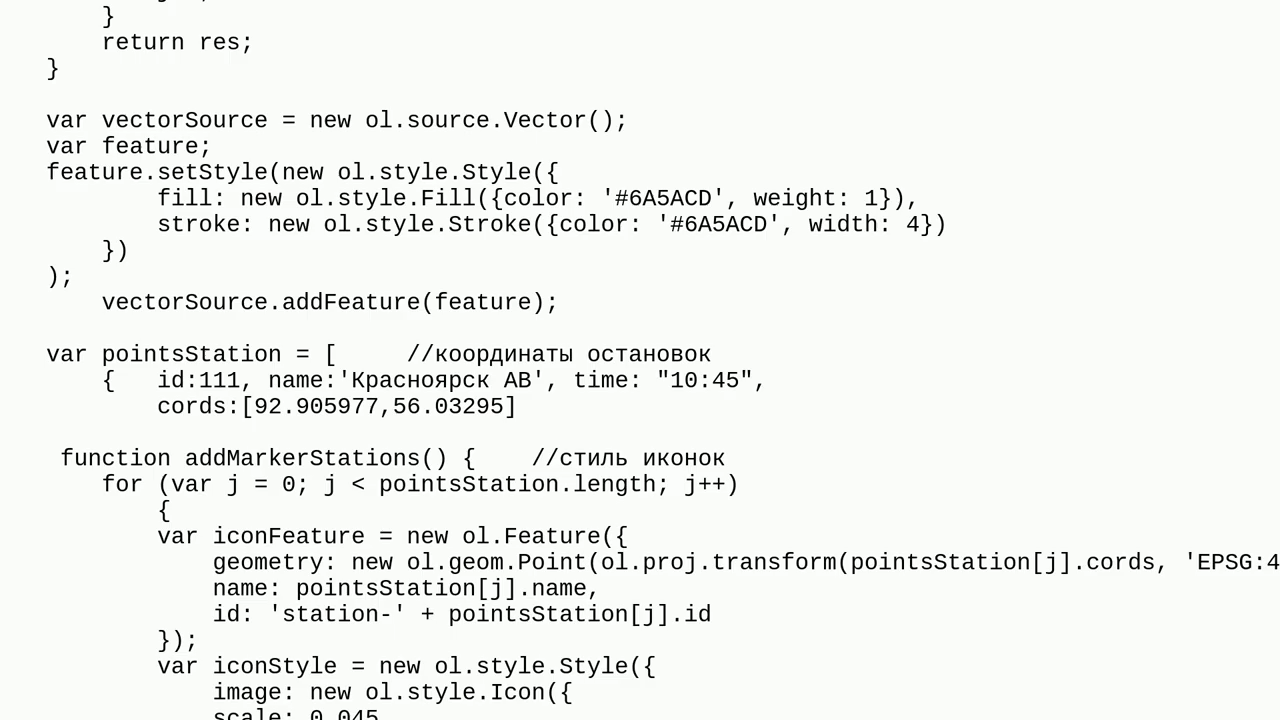 }
return res;
}
var vectorSource = new ol.source.Vector();
var feature;
feature.setStyle(new ol.style.Style({
fill: new ol.style.Fill({color: '#6A5ACD', weight: 1}),
stroke: new ol.style.Stroke({color: '#6A5ACD', width: 4})
})
);
vectorSource.addFeature(feature);
var pointsStation = [     //координаты остановок
{   id:111, name:'Красноярск АВ', time: "10:45",
cords:[92.905977,56.03295]
function addMarkerStations() {    //стиль иконок
for (var j = 0; j < pointsStation.length; j++)
{
var iconFeature = new ol.Feature({
geometry: new ol.geom.Point(ol.proj.transform(pointsStation[j].cords, 'EPSG:4
name: pointsStation[j].name,
id: 'station-' + pointsStation[j].id
});
var iconStyle = new ol.style.Style({
image: new ol.style.Icon({
scale: 0.045